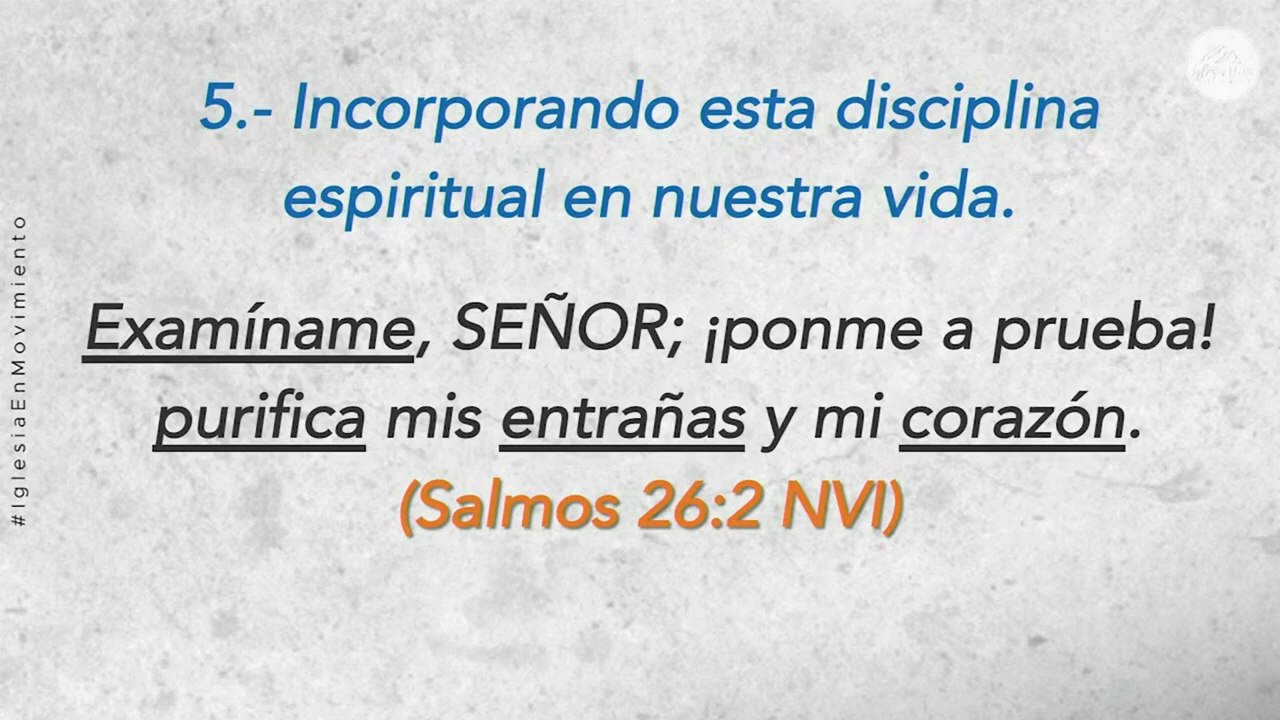 5.- Incorporando esta disciplina
espiritual en nuestra vida.
Examíname, SEÑOR; ¡ponme a prueba!
purifica mis entrañas y mi corazón.
(Salmos 26:2 NVI)
#IglesiaEnMovimiento